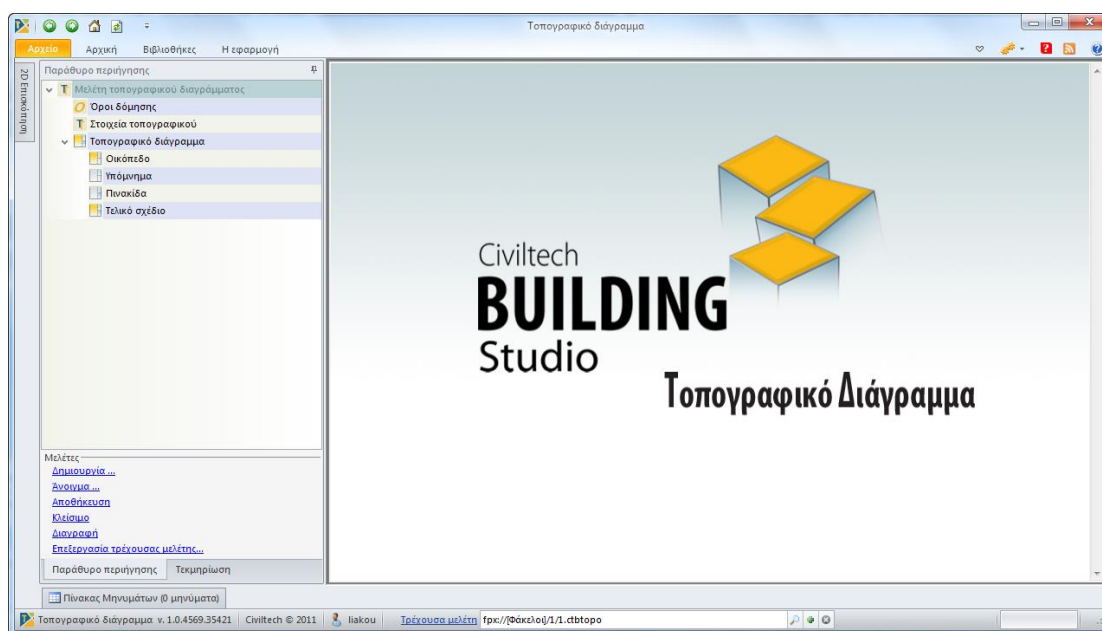 Τοπογραφικό διάγραμμα
Αρχείο Αρχική Βιβλιοθήκες Η εφαρμογή
2D Επισκόπηση
Παράθυρο περιήγησης
Μελέτη τοπογραφικού διαγράμματος
Όροι δόμησης
Στοιχεία τοπογραφικού
Τοπογραφικό διάγραμμα
Οικόπεδο
Υπόμνημα
Πινακίδα
Τελικό σχέδιο
Civiltech
BUILDING
Studio
Τοπογραφικό Διάγραμμα
Μελέτες
Δημιουργία ...
Άνοιγμα ...
Αποθήκευση
Κλείσιμο
Διαγραφή
Επεξεργασία τρέχουσας μελέτης...
Παράθυρο περιήγησης Τεκμηρίωση
Πίνακας Μηνυμάτων (0 μηνύματα)
Τοπογραφικό διάγραμμα v. 1.0.4569.35421 Civiltech © 2011 liakou Τρέχουσα μελέτη fpx://[Φάκελοι]/1/1.ctbtopo